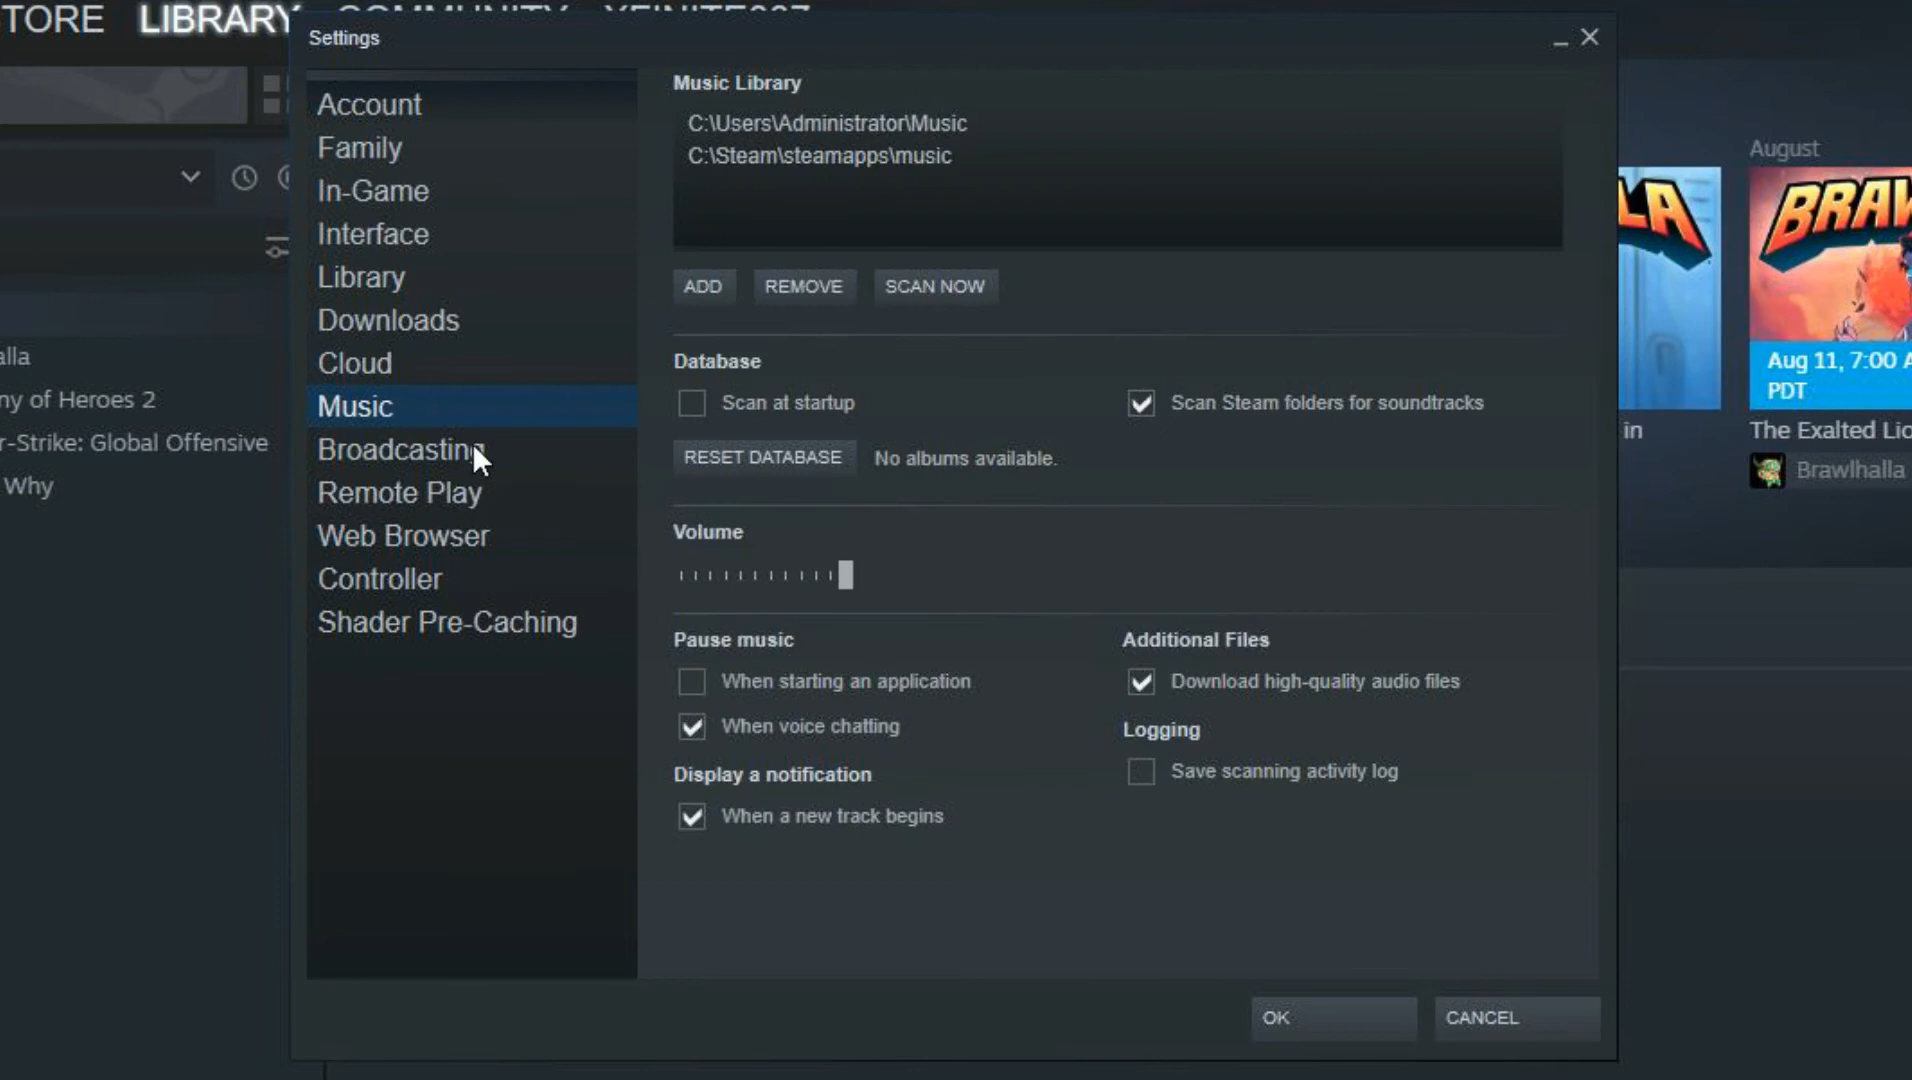 TORE LIBRARY COMMUNITY
Settings
Account
Family
In-Game
Interface
Library
Downloads
Cloud
Music
Broadcasting
Remote Play
Web Browser
Controller
Shader Pre-Caching
Music Library
C:\Users\Administrator\Music
C:\Steam\steamapps\music
ADD REMOVE SCAN NOW
Database
Scan at startup
Scan Steam folders for soundtracks
RESET DATABASE No albums available.
Volume
Pause music
When starting an application
When voice chatting
Display a notification
When a new track begins
Additional Files
Download high-quality audio files
Logging
Save scanning activity log
OK CANCEL
alla
ny of Heroes 2
r-Strike: Global Offensive
Why
August
LA
BRAW
Aug 11, 7:00 A
PDT
in
The Exalted Lio
Brawlhalla